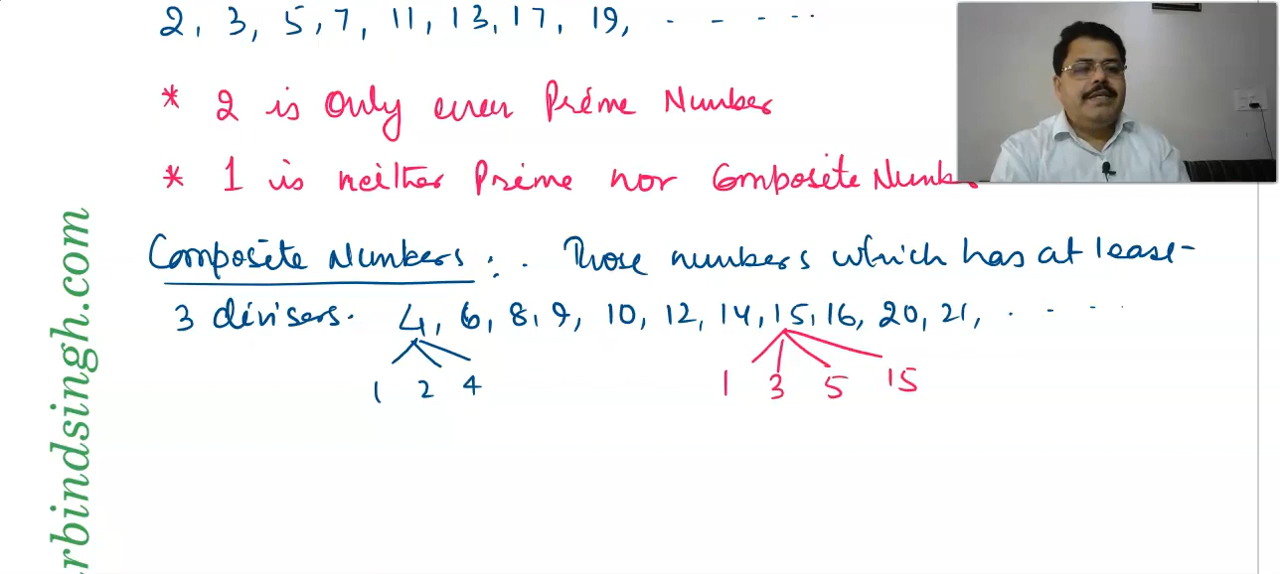 2, 3, 5, 7, 11, 13, 17, 19, - - - - -
* 2 is Only even Prime Number
* 1 is neither Prime nor Composite Numbe
Composite Numbers :. Those numbers which has at least-
3 divisers. 4, 6, 8, 9, 10, 12, 14, 15, 16, 20, 21, . - - -
1 2 4 1 3 5 15
rbindsingh.com